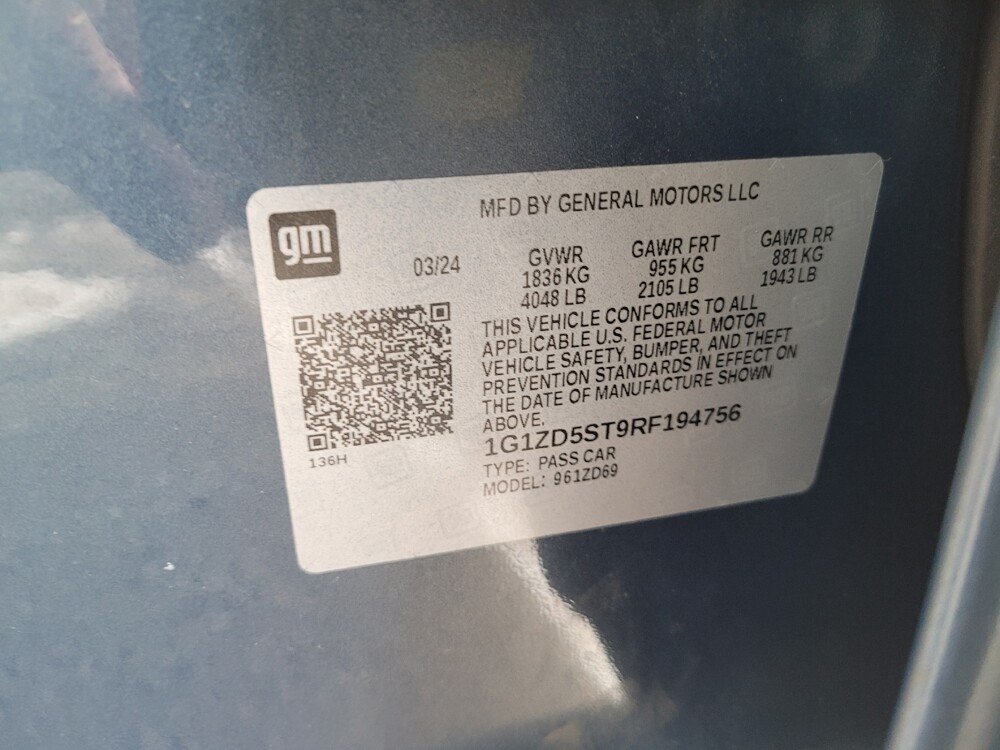 gm
MFD BY GENERAL MOTORS LLC
03/24
GVWR
1836 KG
4048 LB
GAWR FRT
955 KG
2105 LB
GAWR RR
881 KG
1943 LB
THIS VEHICLE CONFORMS TO ALL
APPLICABLE U.S. FEDERAL MOTOR
VEHICLE SAFETY, BUMPER, AND THEFT
PREVENTION STANDARDS IN EFFECT ON
THE DATE OF MANUFACTURE SHOWN
ABOVE.
1G1ZD5ST9RF194756
TYPE: PASS CAR
MODEL: 961ZD69
136H